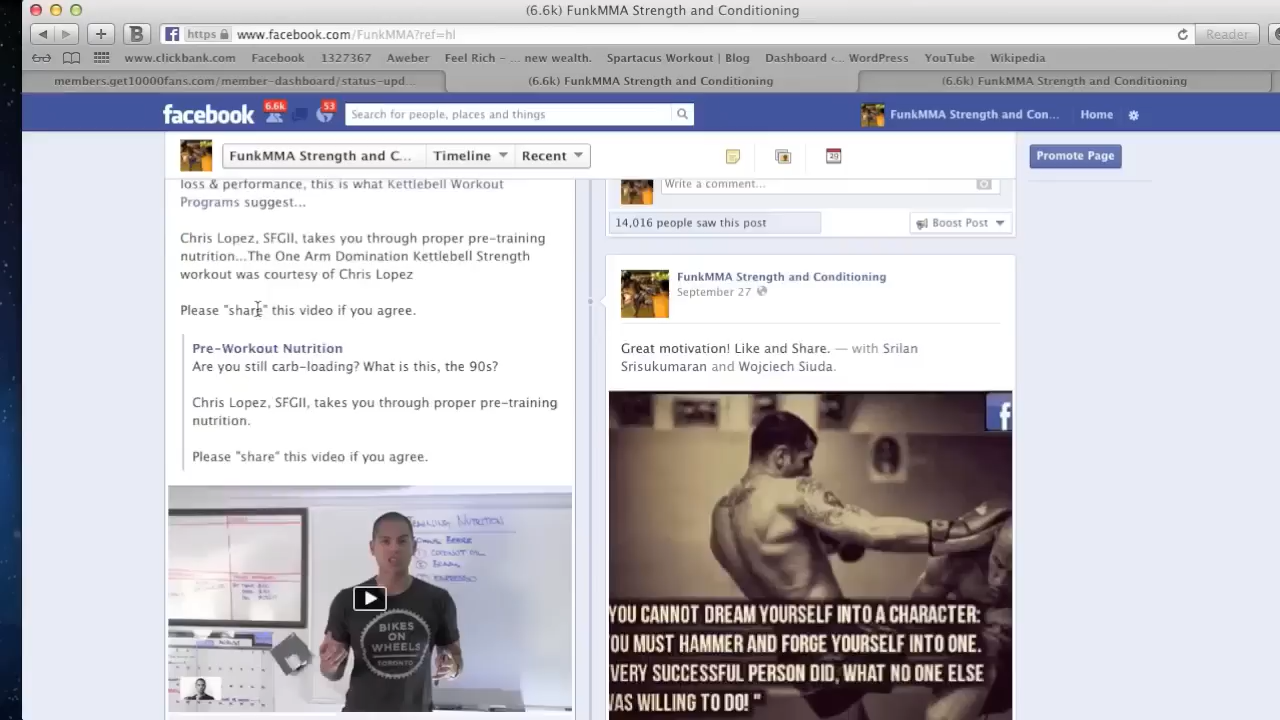 (6.6k) FunkMMA Strength and Conditioning
B
https www.facebook.com/FunkMMA?ref=hl
Reader
www.clickbank.com Facebook 1327367 Aweber Feel Rich – ... new wealth. Spartacus Workout | Blog Dashboard ‹... WordPress YouTube Wikipedia
members.get10000fans.com/member-dashboard/status-upd... (6.6k) FunkMMA Strength and Conditioning (6.6k) FunkMMA Strength and Conditioning
facebook 6.6k 53 Search for people, places and things FunkMMA Strength and Con... Home
FunkMMA Strength and C... Timeline Recent 29 Promote Page
loss & performance, this is what Kettlebell Workout
Programs suggest...
Chris Lopez, SFGII, takes you through proper pre-training
nutrition...The One Arm Domination Kettlebell Strength
workout was courtesy of Chris Lopez
Please "share" this video if you agree.
Pre-Workout Nutrition
Are you still carb-loading? What is this, the 90s?
Chris Lopez, SFGII, takes you through proper pre-training
nutrition.
Please "share" this video if you agree.
NUTRITION
COCONUT OIL
ESPRESSO
BIKES
ON
WHEELS
TORONTO
Write a comment...
14,016 people saw this post Boost Post
FunkMMA Strength and Conditioning
September 27
Great motivation! Like and Share. — with Srilan
Srisukumaran and Wojciech Siuda.
f
YOU CANNOT DREAM YOURSELF INTO A CHARACTER:
OU MUST HAMMER AND FORGE YOURSELF INTO ONE.
VERY SUCCESSFUL PERSON DID, WHAT NO ONE ELSE
WAS WILLING TO DO! "